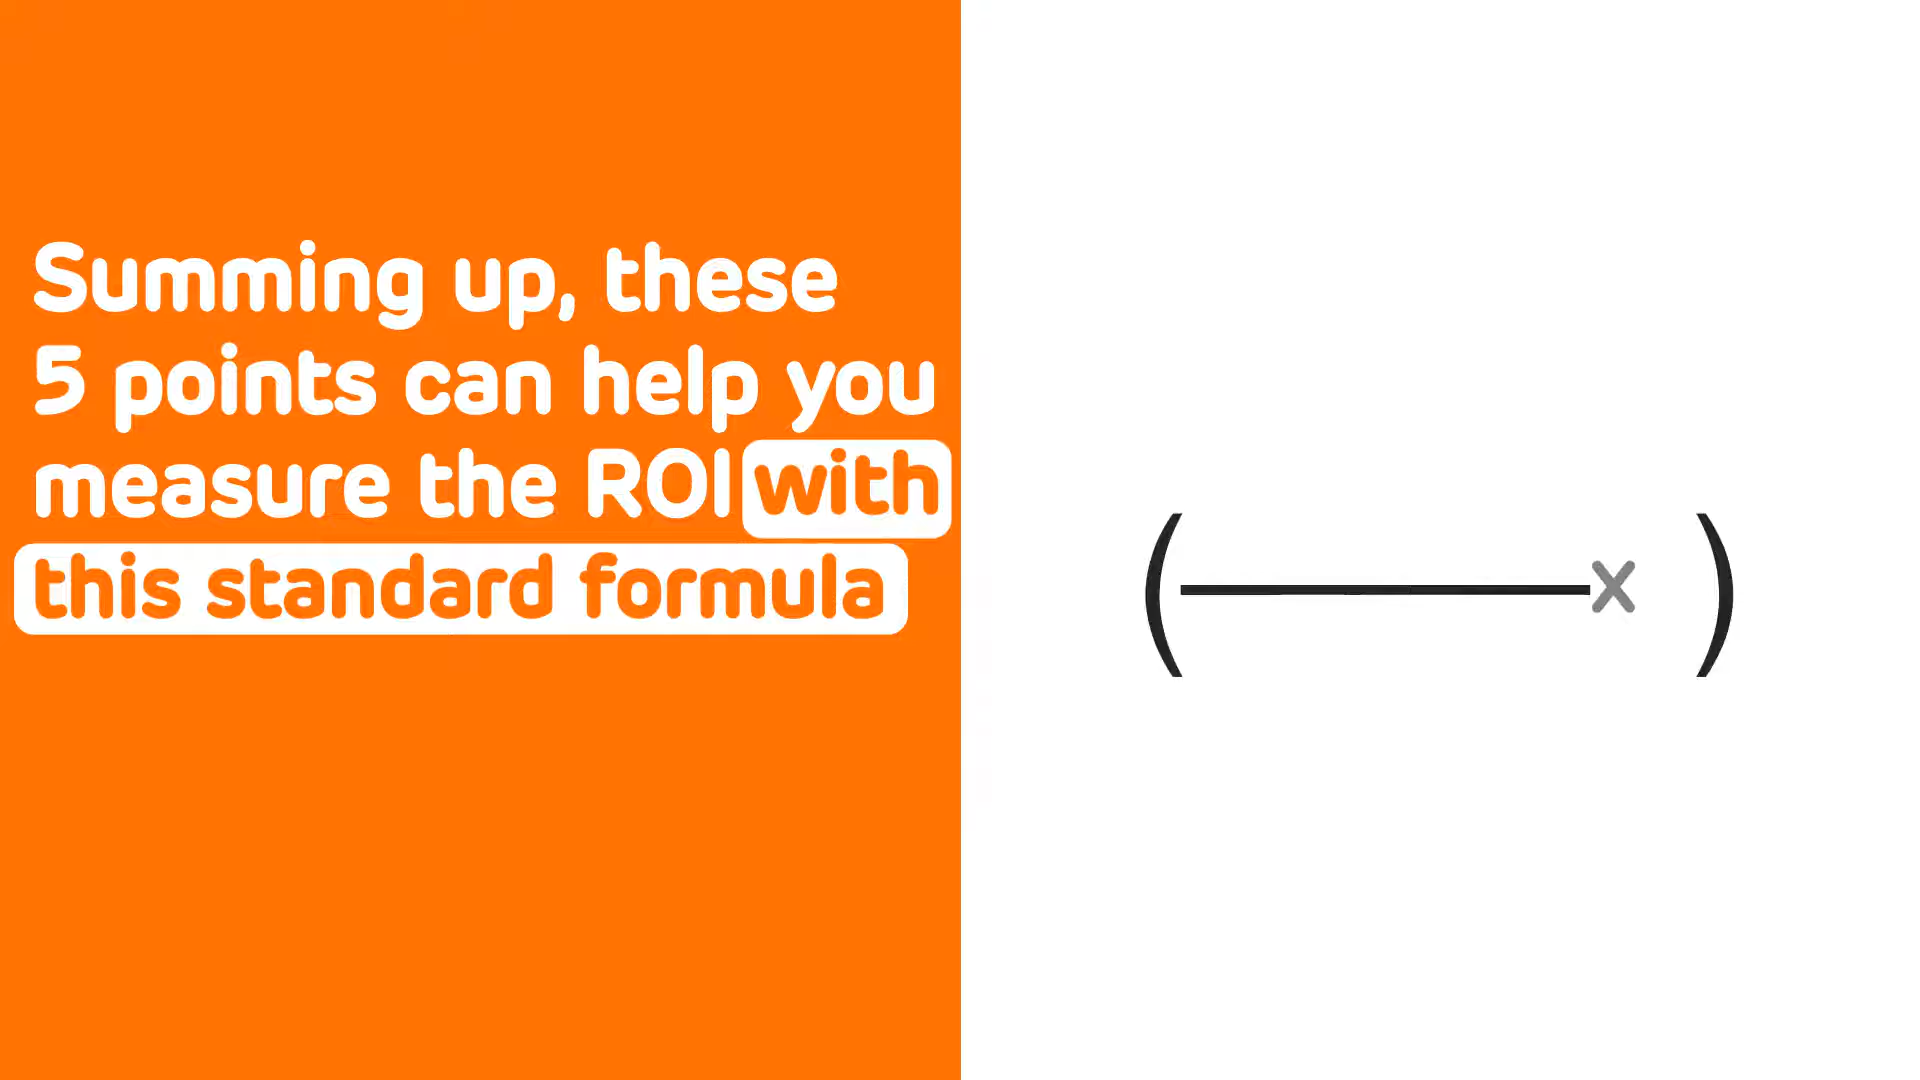 Summing up, these
5 points can help you
measure the ROI with
this standard formula
( x )